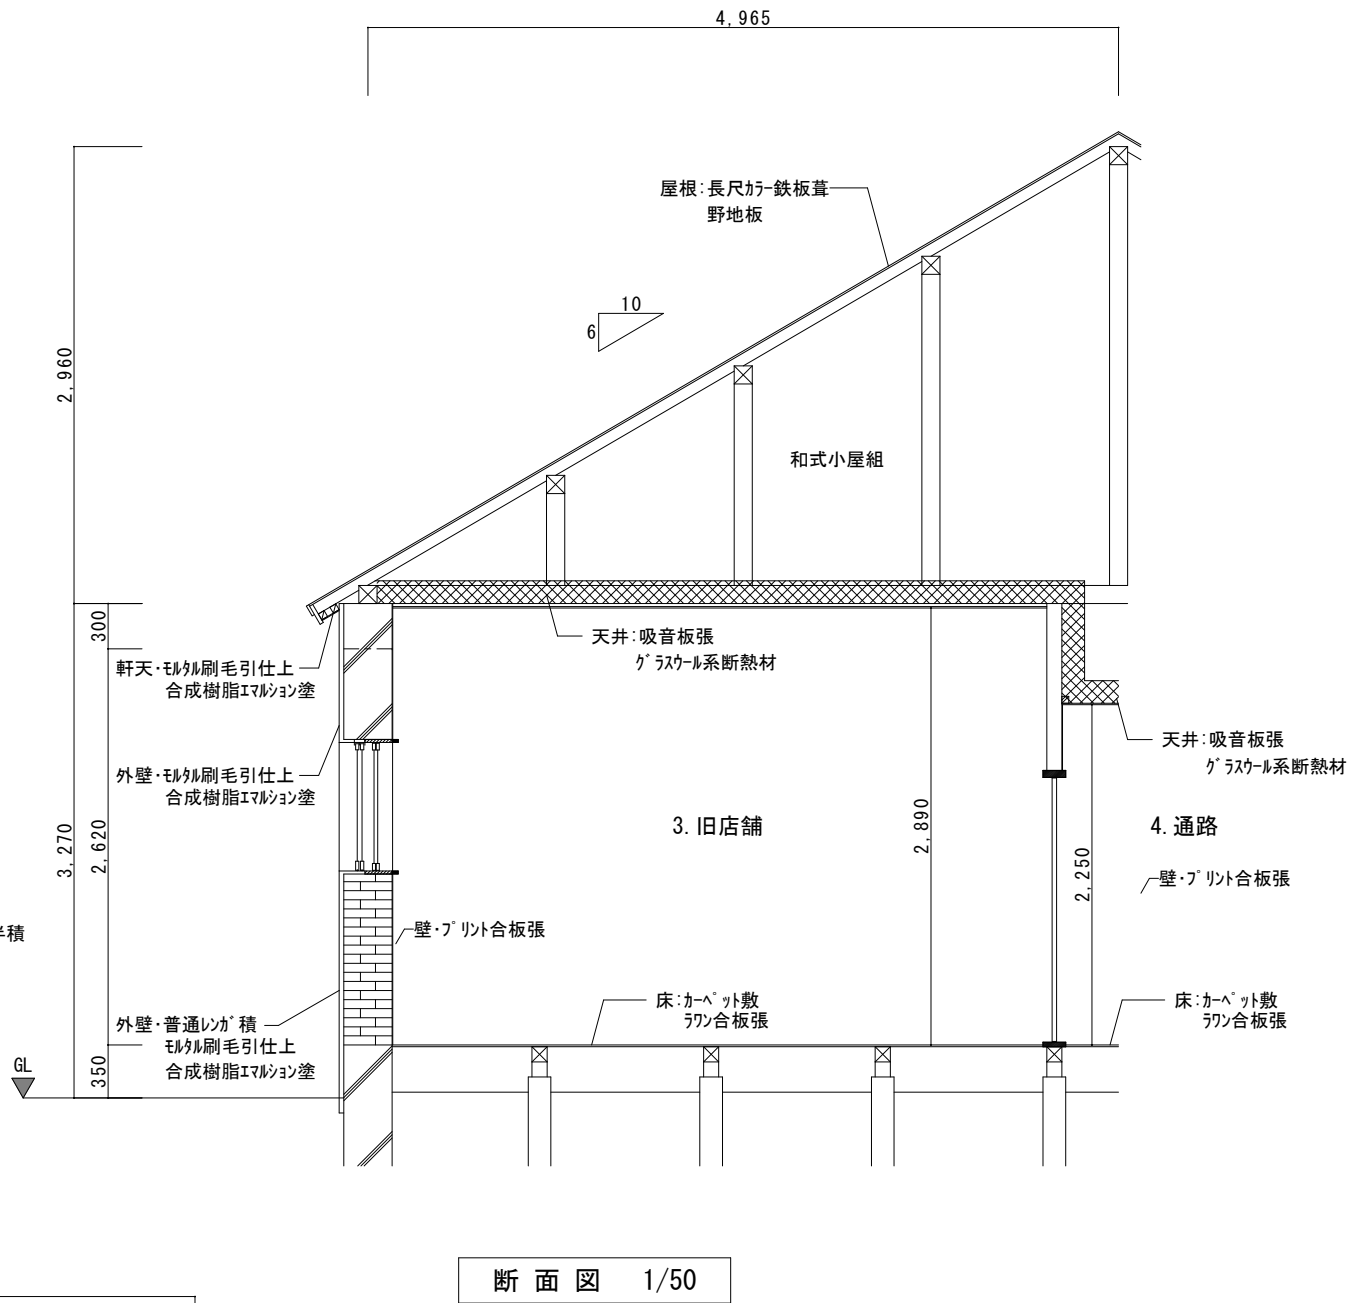 4,965
屋根:長尺ｶﾗｰ鉄板葺
野地板
10
6
2,960
和式小屋組
300
天井:吸音板張
ｸﾞﾗｽｳｰﾙ系断熱材
軒天・ﾓﾙﾀﾙ刷毛引仕上
合成樹脂ｴﾏﾙｼｮﾝ塗
天井:吸音板張
ｸﾞﾗｽｳｰﾙ系断熱材
外壁・ﾓﾙﾀﾙ刷毛引仕上
合成樹脂ｴﾏﾙｼｮﾝ塗
3.旧店舗
2,890
4.通路
3,270
2,620
2,250
壁・ﾌﾟﾘﾝﾄ合板張
壁・ﾌﾟﾘﾝﾄ合板張
積
床:ｶｰﾍﾟｯﾄ敷
ﾗﾜﾝ合板張
床:ｶｰﾍﾟｯﾄ敷
ﾗﾜﾝ合板張
外壁・普通ﾚﾝｶﾞ積
ﾓﾙﾀﾙ刷毛引仕上
合成樹脂ｴﾏﾙｼｮﾝ塗
350
GL
断面図 1/50